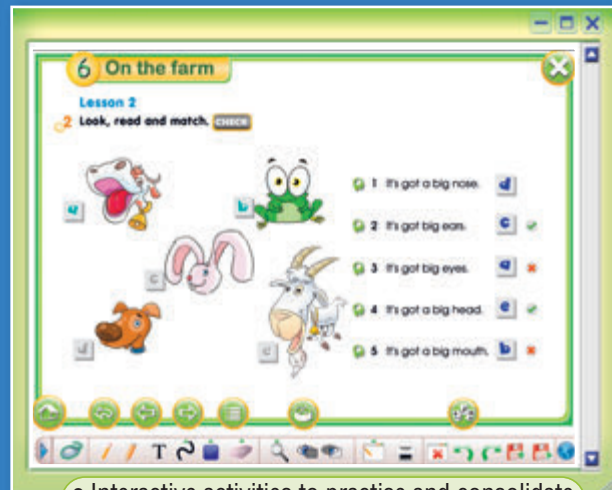 6 On the farm
Lesson 2
2 Look, read and match. CHECK
a
b
c
d
e
1 It's got a big nose. d
2 It's got big ears. c
3 It's got big eyes. a
4 It's got a big head. e
5 It's got a big mouth. b
T
• Interactive activities to practice and consolidate